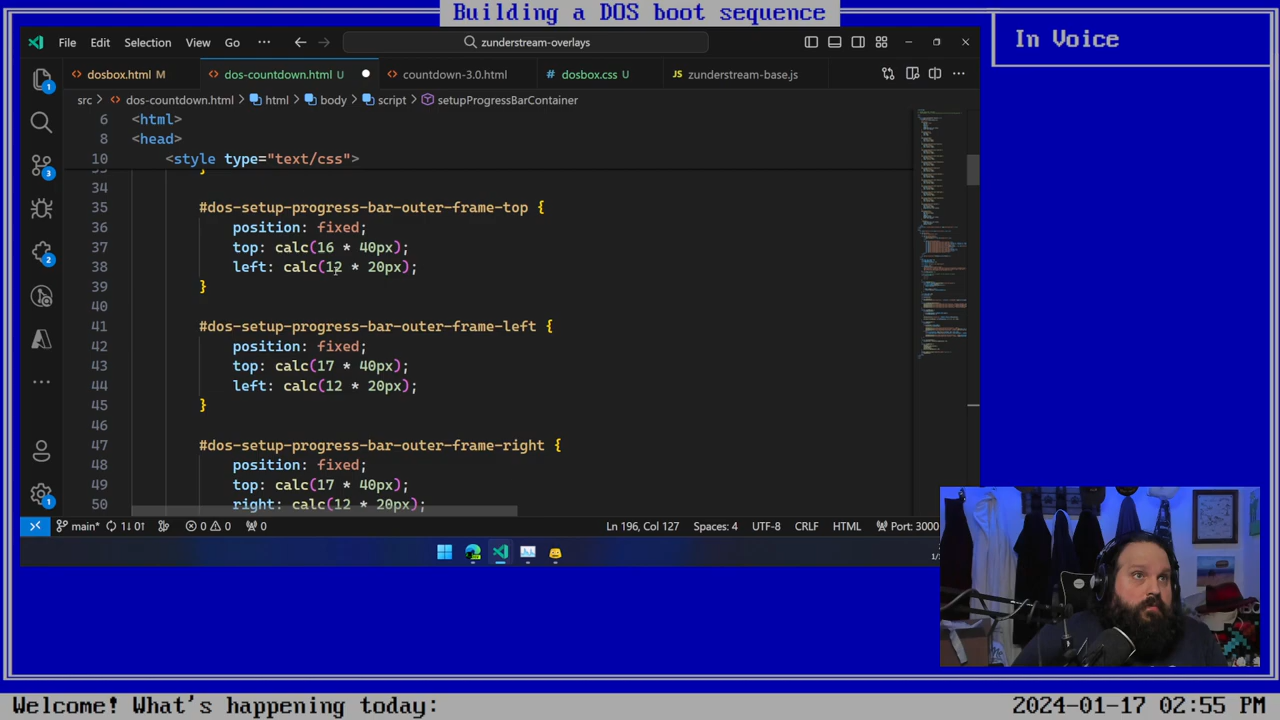 Building a DOS boot sequence
In Voice
File Edit Selection View Go ··· zunderstream-overlays
dosbox.html M dos-countdown.html U countdown-3.0.html dosbox.css U JS zunderstream-base.js
src > dos-countdown.html > html > body > script > setupProgressBarContainer
6 <html>
8 <head>
10 <style type="text/css">
33 }
34
35 #dos-setup-progress-bar-outer-frame-top {
36 position: fixed;
37 top: calc(16 * 40px);
38 left: calc(12 * 20px);
39 }
40
41 #dos-setup-progress-bar-outer-frame-left {
42 position: fixed;
43 top: calc(17 * 40px);
44 left: calc(12 * 20px);
45 }
46
47 #dos-setup-progress-bar-outer-frame-right {
48 position: fixed;
49 top: calc(17 * 40px);
50 right: calc(12 * 20px);
main* 1↓ 0↑ 0 0 0 Ln 196, Col 127 Spaces: 4 UTF-8 CRLF HTML Port: 3000
Welcome! What's happening today:
2024-01-17 02:55 PM